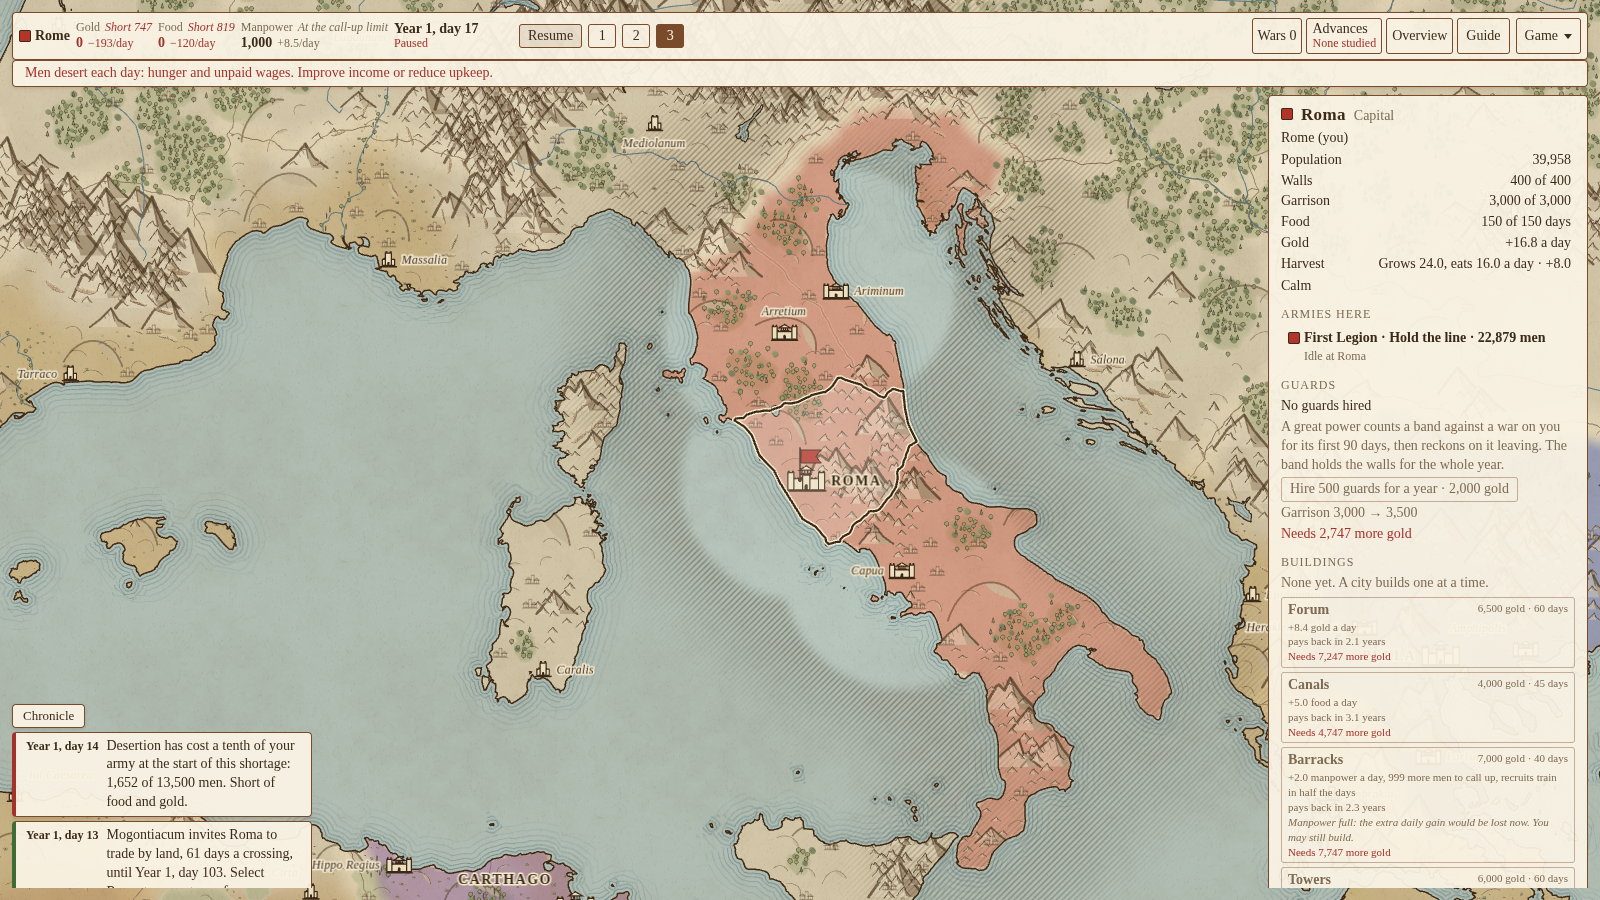 Rome
Gold Short 747
0 −193/day
Food Short 819
0 −120/day
Manpower At the call-up limit
1,000 +8.5/day
Year 1, day 17
Paused
Resume
1
2
3
Wars 0
Advances
None studied
Overview
Guide
Game
Men desert each day: hunger and unpaid wages. Improve income or reduce upkeep.
Mediolanum
Massalia
Ariminum
Arretium
Tarraco
Salona
ROMA
Capua
Caralis
Hippo Regius
CARTHAGO
Chronicle
Year 1, day 14 Desertion has cost a tenth of your
army at the start of this shortage:
1,652 of 13,500 men. Short of
food and gold.
Year 1, day 13 Mogontiacum invites Roma to
trade by land, 61 days a crossing,
until Year 1, day 103. Select
Roma Capital
Rome (you)
Population 39,958
Walls 400 of 400
Garrison 3,000 of 3,000
Food 150 of 150 days
Gold +16.8 a day
Harvest Grows 24.0, eats 16.0 a day · +8.0
Calm
ARMIES HERE
First Legion · Hold the line · 22,879 men
Idle at Roma
GUARDS
No guards hired
A great power counts a band against a war on you
for its first 90 days, then reckons on it leaving. The
band holds the walls for the whole year.
Hire 500 guards for a year · 2,000 gold
Garrison 3,000 → 3,500
Needs 2,747 more gold
BUILDINGS
None yet. A city builds one at a time.
Forum 6,500 gold · 60 days
+8.4 gold a day
pays back in 2.1 years
Needs 7,247 more gold
Canals 4,000 gold · 45 days
+5.0 food a day
pays back in 3.1 years
Needs 4,747 more gold
Barracks 7,000 gold · 40 days
+2.0 manpower a day, 999 more men to call up, recruits train
in half the days
pays back in 2.3 years
Manpower full: the extra daily gain would be lost now. You
may still build.
Needs 7,747 more gold
Towers 6,000 gold · 60 days